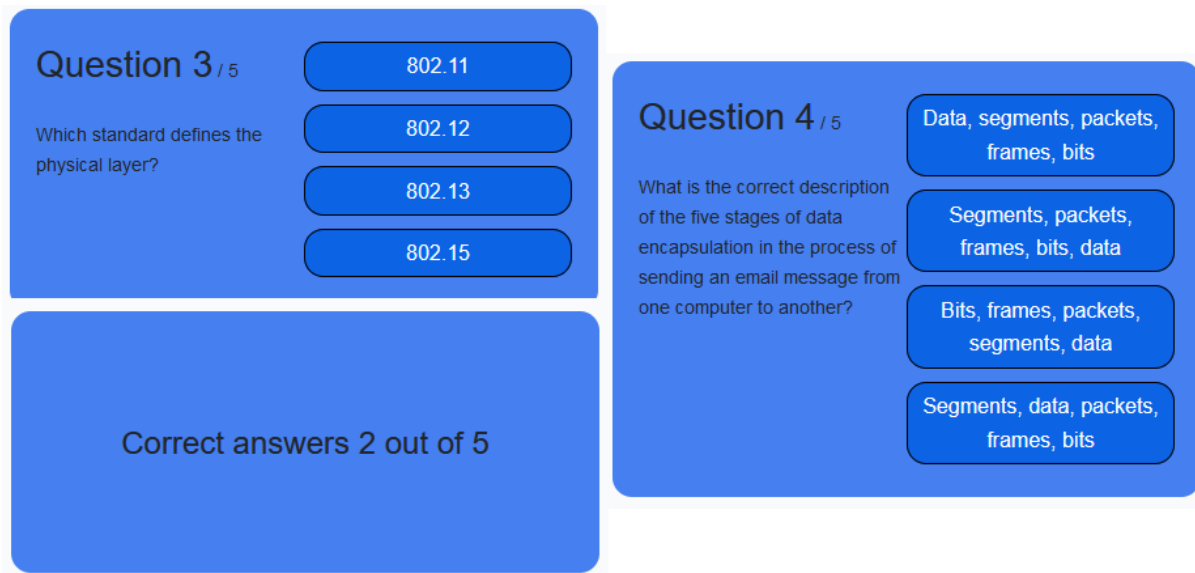 Question 3 / 5
Which standard defines the
physical layer?
802.11
802.12
802.13
802.15
Correct answers 2 out of 5
Question 4 / 5
What is the correct description
of the five stages of data
encapsulation in the process of
sending an email message from
one computer to another?
Data, segments, packets,
frames, bits
Segments, packets,
frames, bits, data
Bits, frames, packets,
segments, data
Segments, data, packets,
frames, bits